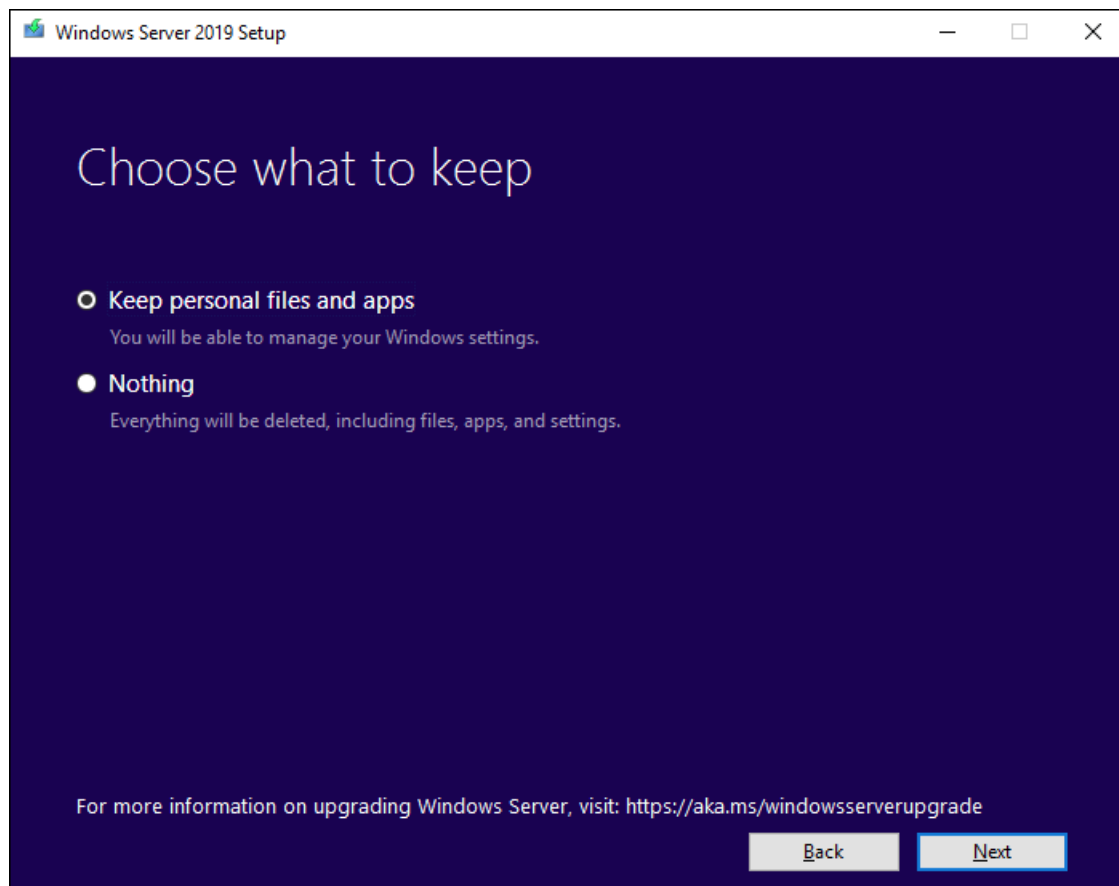 Windows Server 2019 Setup
Choose what to keep
Keep personal files and apps
You will be able to manage your Windows settings.
Nothing
Everything will be deleted, including files, apps, and settings.
For more information on upgrading Windows Server, visit: https://aka.ms/windowsserverupgrade
Back
Next